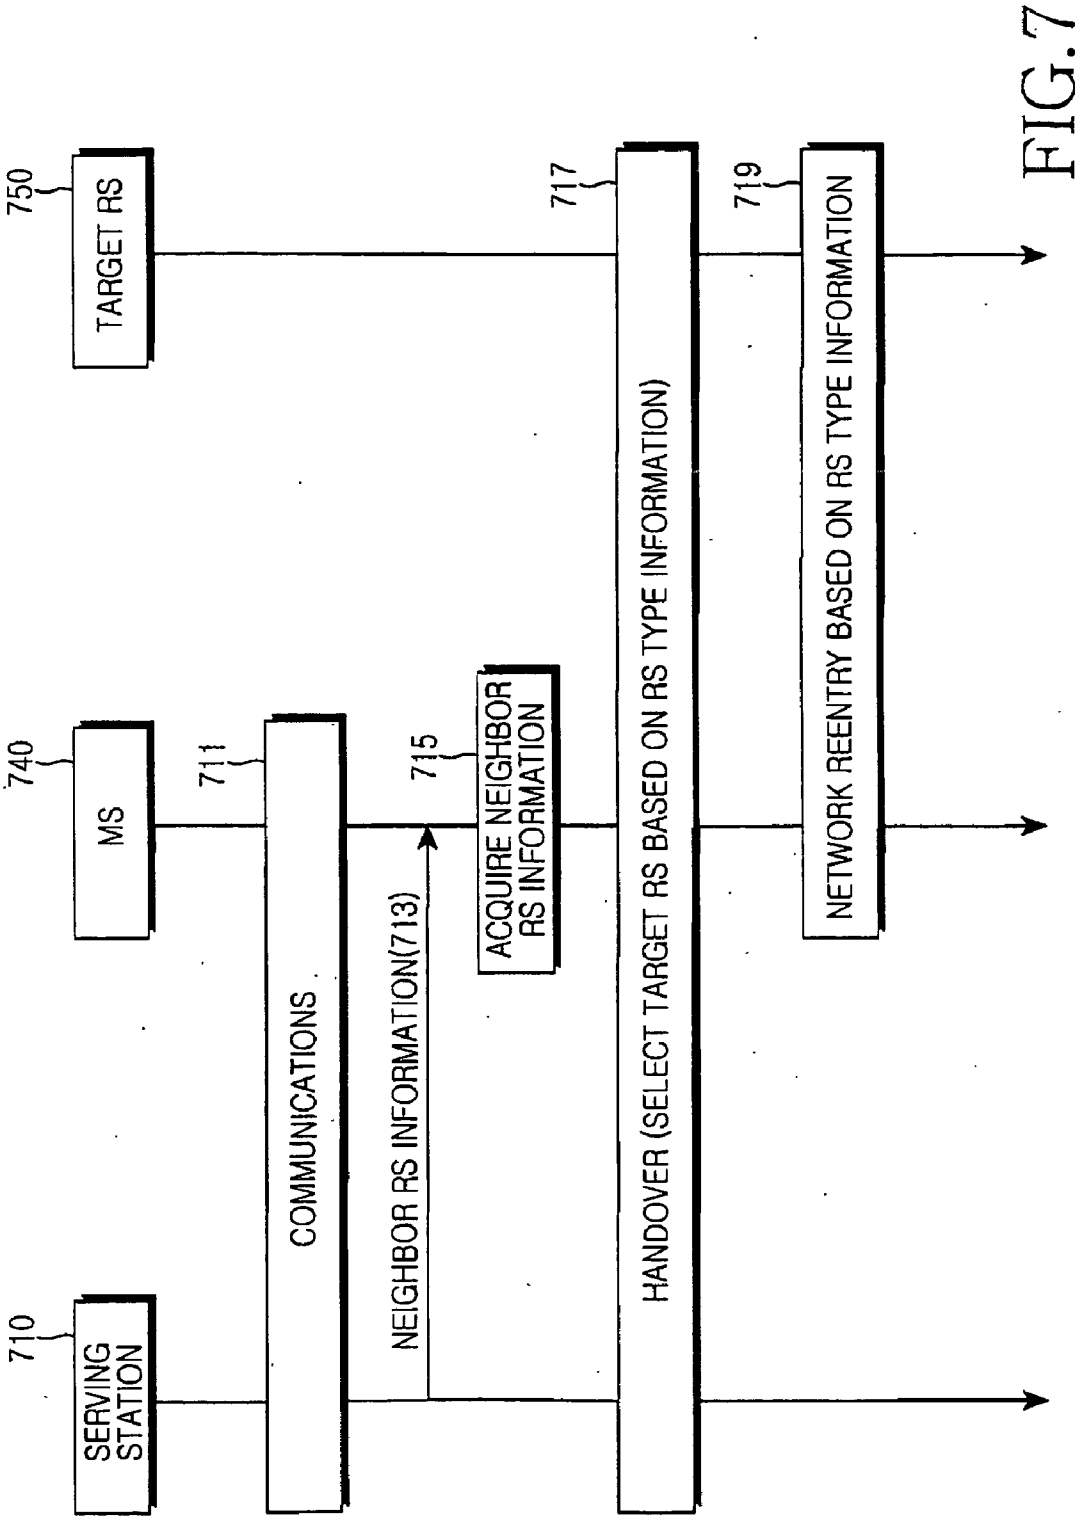 710
SERVING
STATION
740
MS
750
TARGET RS
711
COMMUNICATIONS
NEIGHBOR RS INFORMATION(713)
715
ACQUIRE NEIGHBOR
RS INFORMATION
717
HANDOVER (SELECT TARGET RS BASED ON RS TYPE INFORMATION)
719
NETWORK REENTRY BASED ON RS TYPE INFORMATION
FIG.7